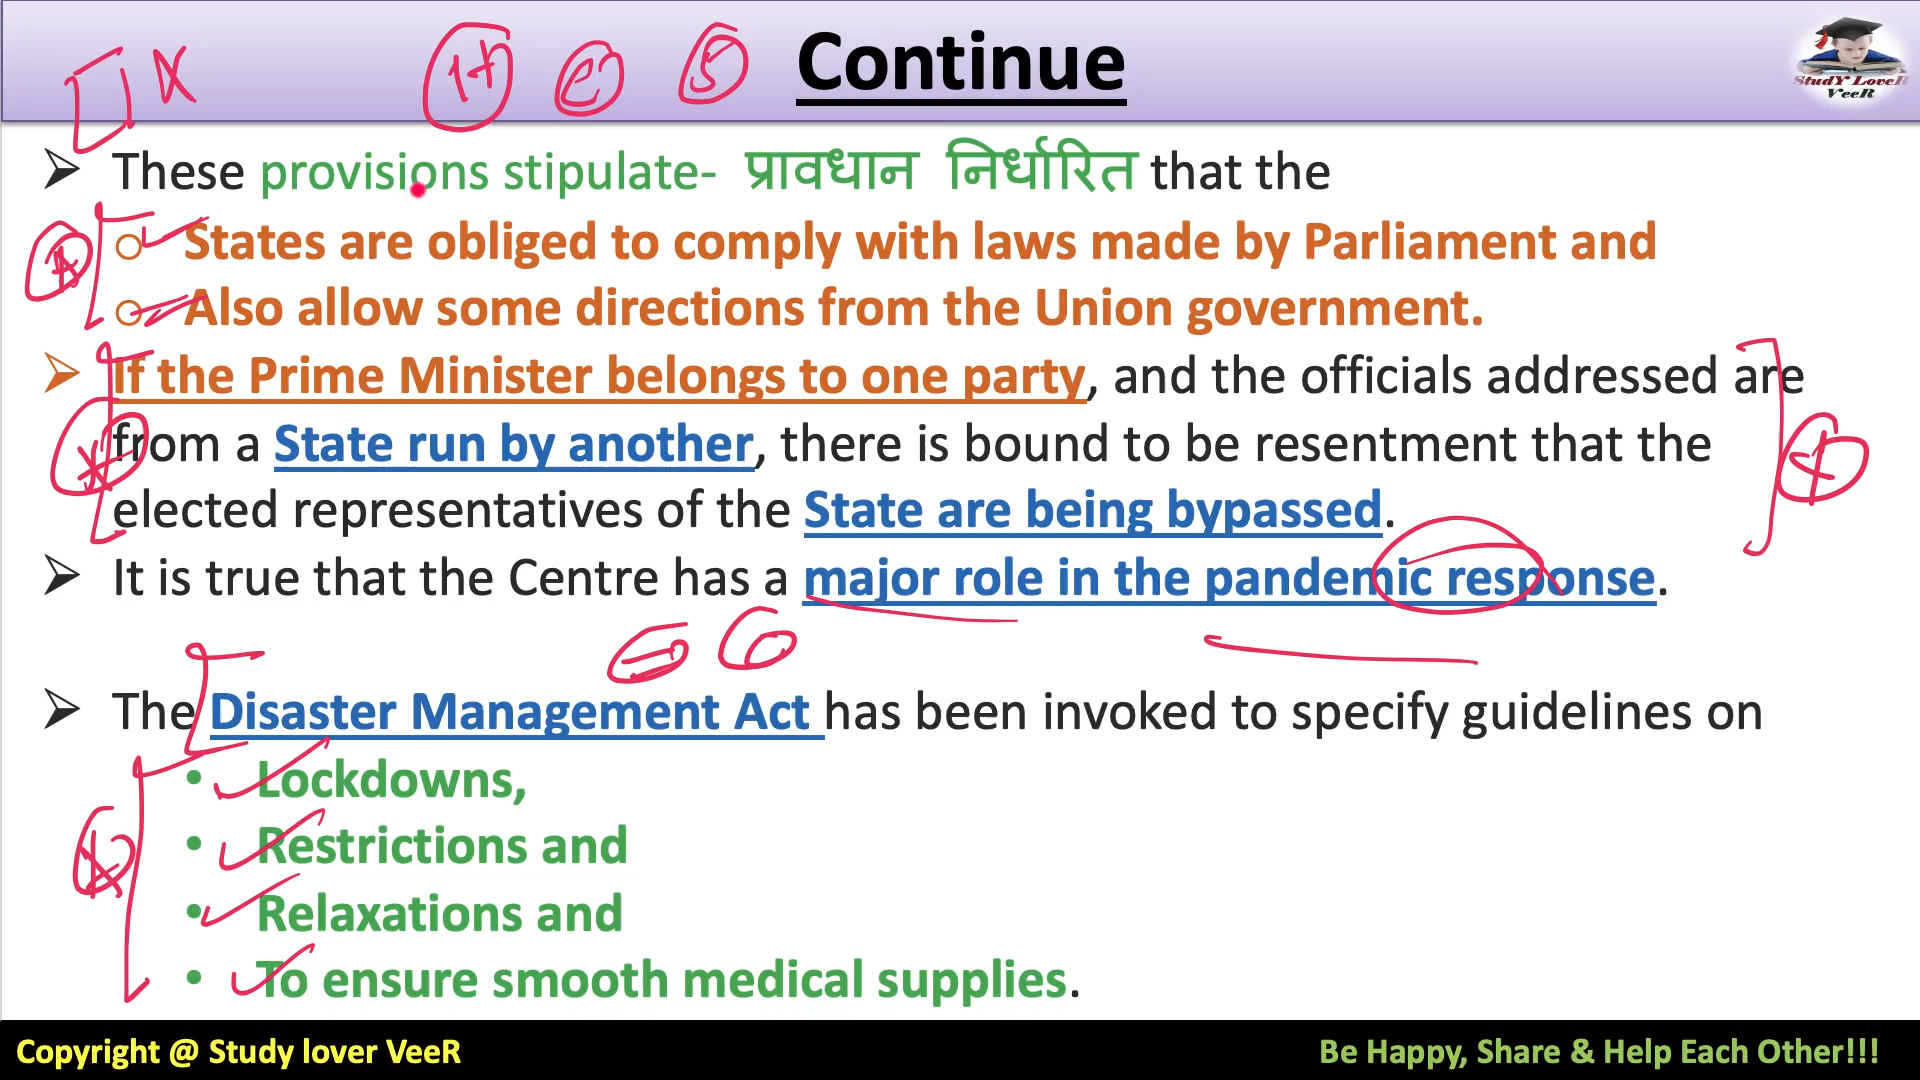 Continue
StudY LoveR
VeeR
➢ These provisions stipulate- प्रावधान निर्धारित that the
o States are obliged to comply with laws made by Parliament and
o Also allow some directions from the Union government.
➢ If the Prime Minister belongs to one party, and the officials addressed are
from a State run by another, there is bound to be resentment that the
elected representatives of the State are being bypassed.
➢ It is true that the Centre has a major role in the pandemic response.
➢ The Disaster Management Act has been invoked to specify guidelines on
• Lockdowns,
• Restrictions and
• Relaxations and
• To ensure smooth medical supplies.
Copyright @ Study lover VeeR
Be Happy, Share & Help Each Other!!!